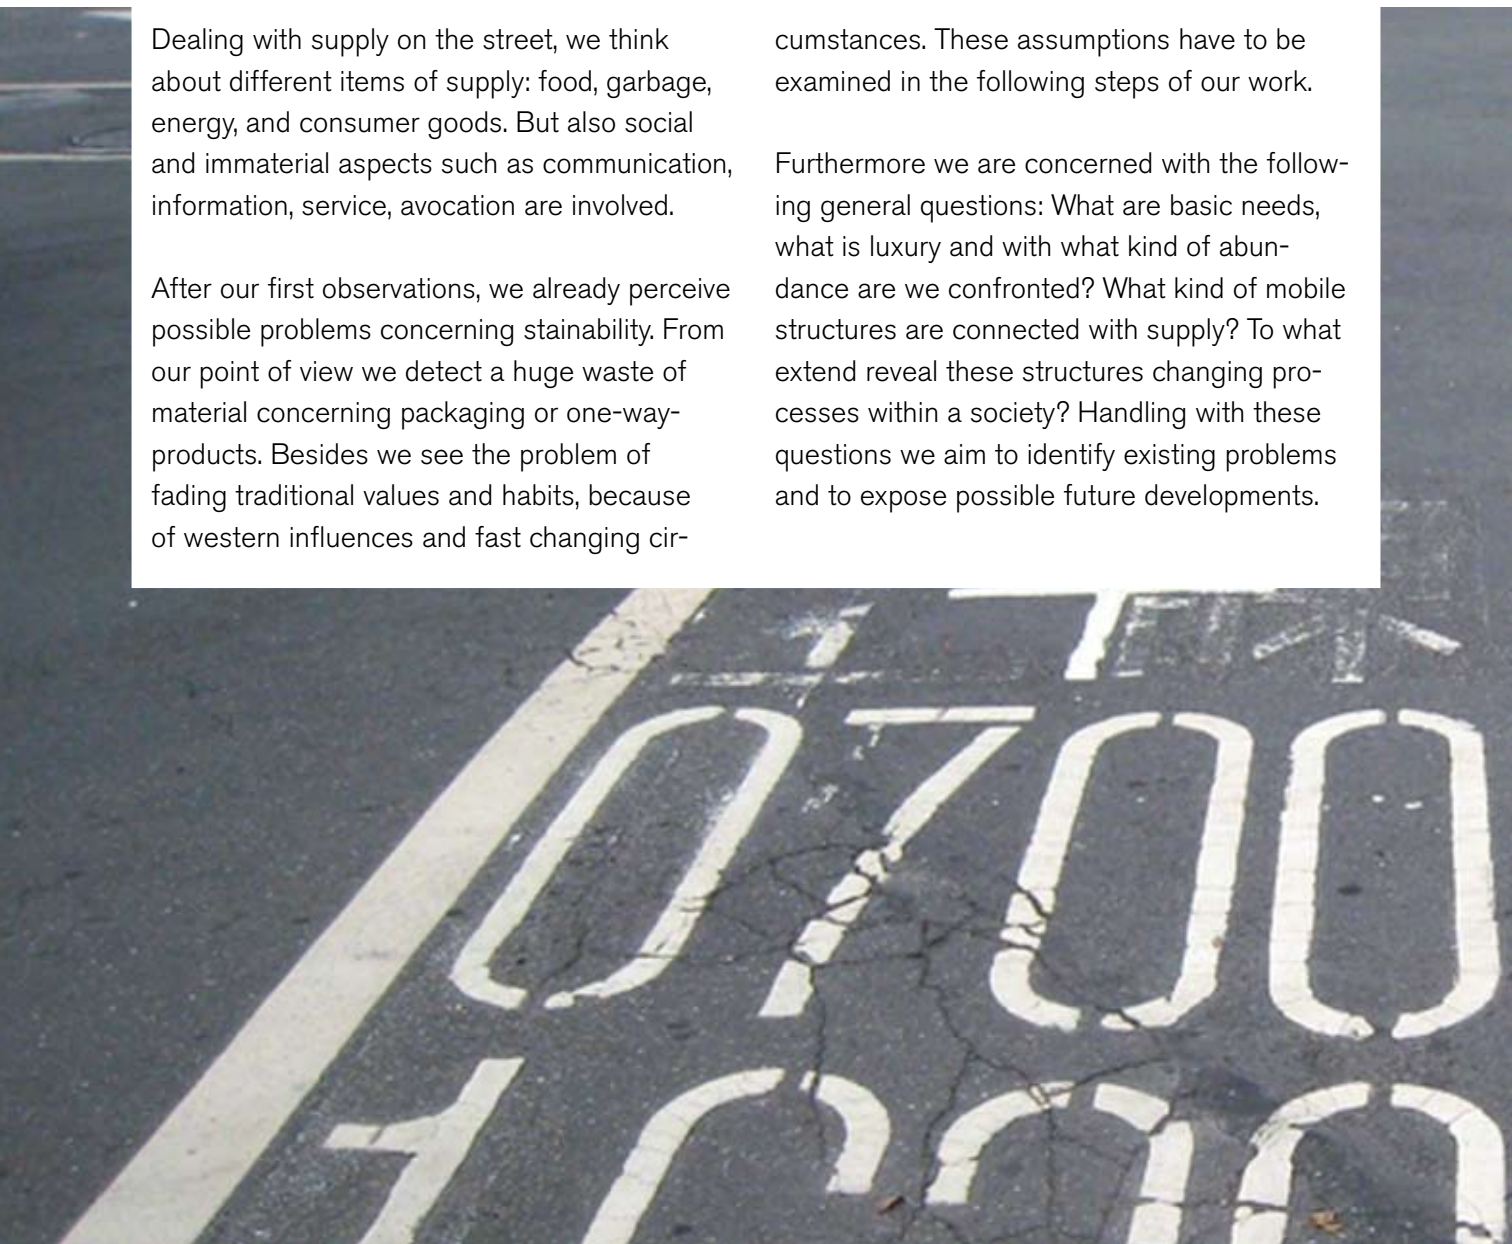 Dealing with supply on the street, we think
about different items of supply: food, garbage,
energy, and consumer goods. But also social
and immaterial aspects such as communication,
information, service, avocation are involved.
After our first observations, we already perceive
possible problems concerning stainability. From
our point of view we detect a huge waste of
material concerning packaging or one-way-
products. Besides we see the problem of
fading traditional values and habits, because
of western influences and fast changing cir-
cumstances. These assumptions have to be
examined in the following steps of our work.
Furthermore we are concerned with the follow-
ing general questions: What are basic needs,
what is luxury and with what kind of abun-
dance are we confronted? What kind of mobile
structures are connected with supply? To what
extend reveal these structures changing pro-
cesses within a society? Handling with these
questions we aim to identify existing problems
and to expose possible future developments.
0700